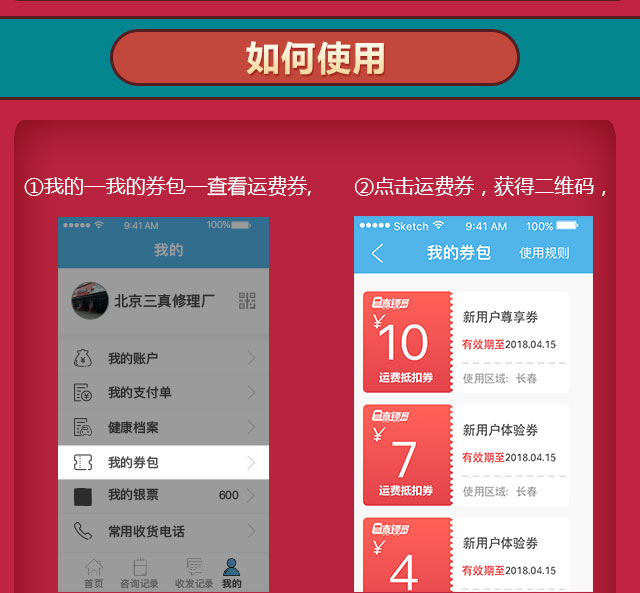 如何使用
①我的—我的券包—查看运费券,
9:41 AM
100%
我的
北京三真修理厂
我的账户
我的支付单
健康档案
我的券包
我的银票
600
常用收货电话
首页
咨询记录
收发记录
我的
②点击运费券，获得二维码，
Sketch
9:41 AM
100%
我的券包
使用规则
¥
10
运费抵扣券
新用户尊享券
有效期至2018.04.15
使用区域: 长春
¥
7
运费抵扣券
新用户体验券
有效期至2018.04.15
使用区域: 长春
¥
4
新用户体验券
有效期至2018.04.15